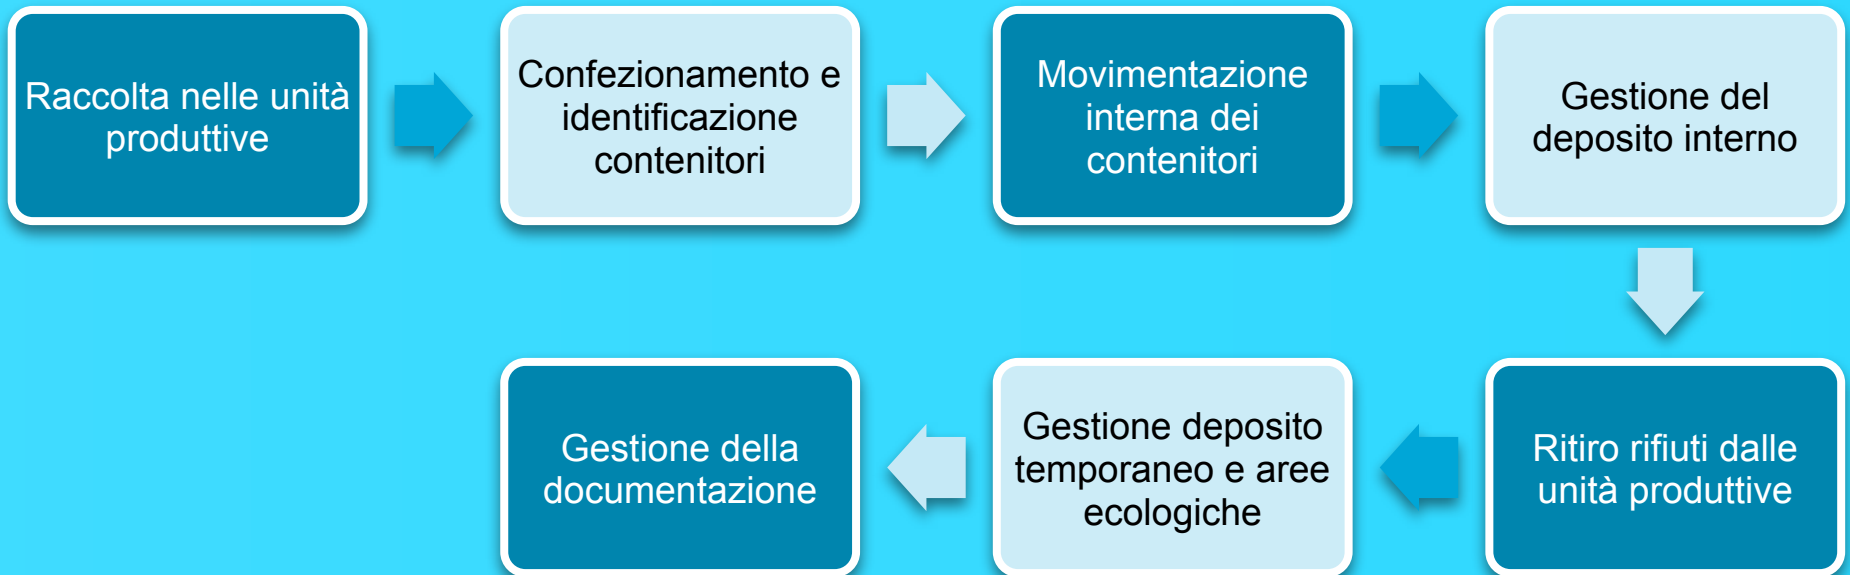 Raccolta nelle unità
produttive
Confezionamento e
identificazione
contenitori
Movimentazione
interna dei
contenitori
Gestione del
deposito interno
Ritiro rifiuti dalle
unità produttive
Gestione deposito
temporaneo e aree
ecologiche
Gestione della
documentazione